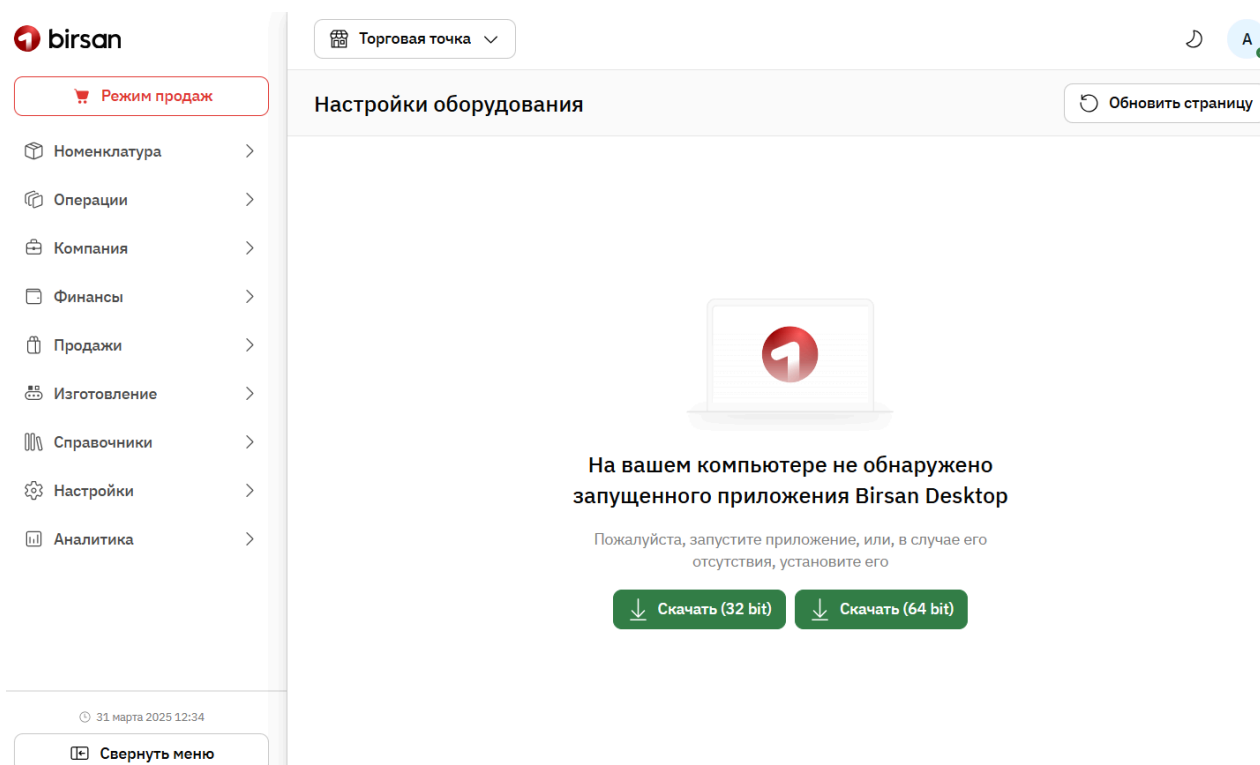 birsan
Режим продаж
Номенклатура
Операции
Компания
Финансы
Продажи
Изготовление
Справочники
Настройки
Аналитика
31 марта 2025 12:34
Свернуть меню
Торговая точка
А
Настройки оборудования
Обновить страницу
На вашем компьютере не обнаружено
запущенного приложения Birsan Desktop
Пожалуйста, запустите приложение, или, в случае его
отсутствия, установите его
Скачать (32 bit)
Скачать (64 bit)